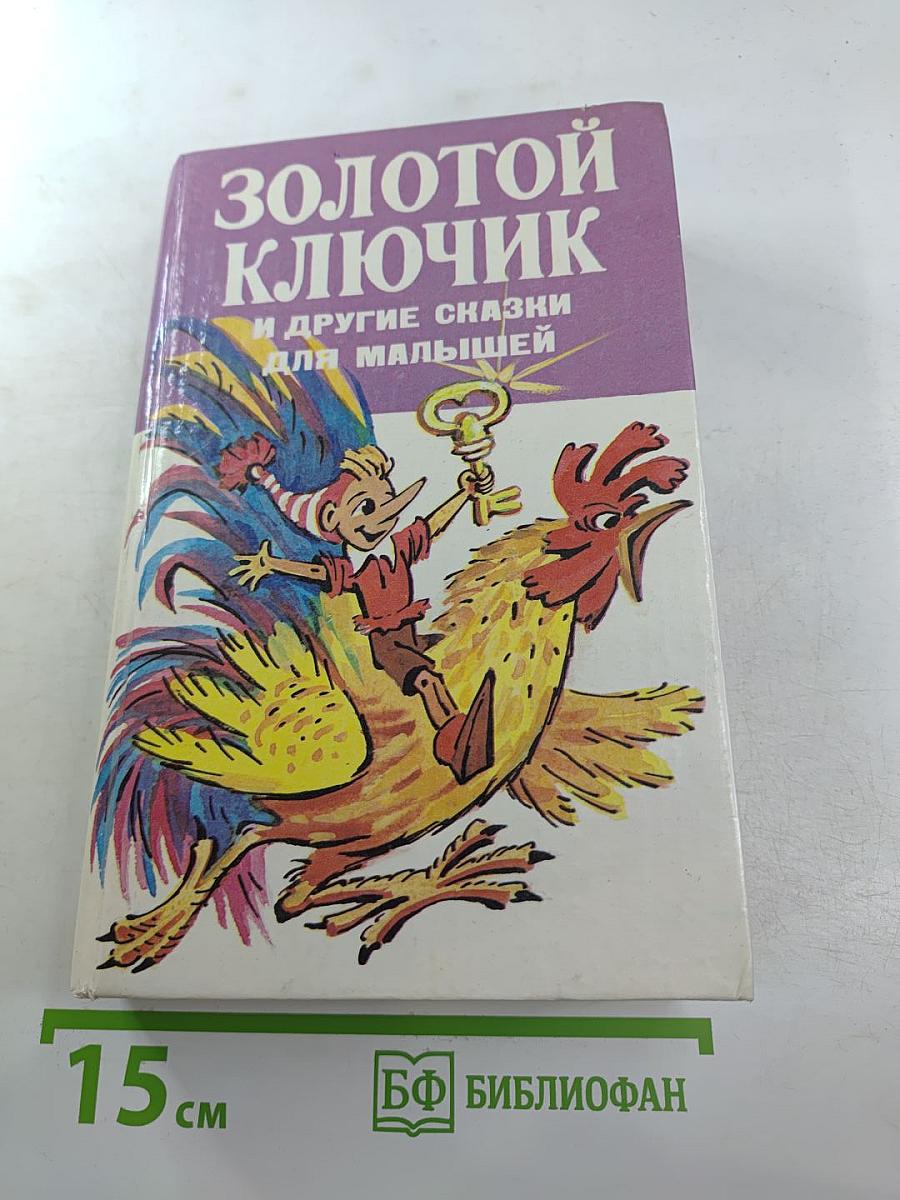 ЗОЛОТОЙ
КЛЮЧИК
И ДРУГИЕ СКАЗКИ
ДЛЯ МАЛЫШЕЙ
15 см
БФ БИБЛИОФАН